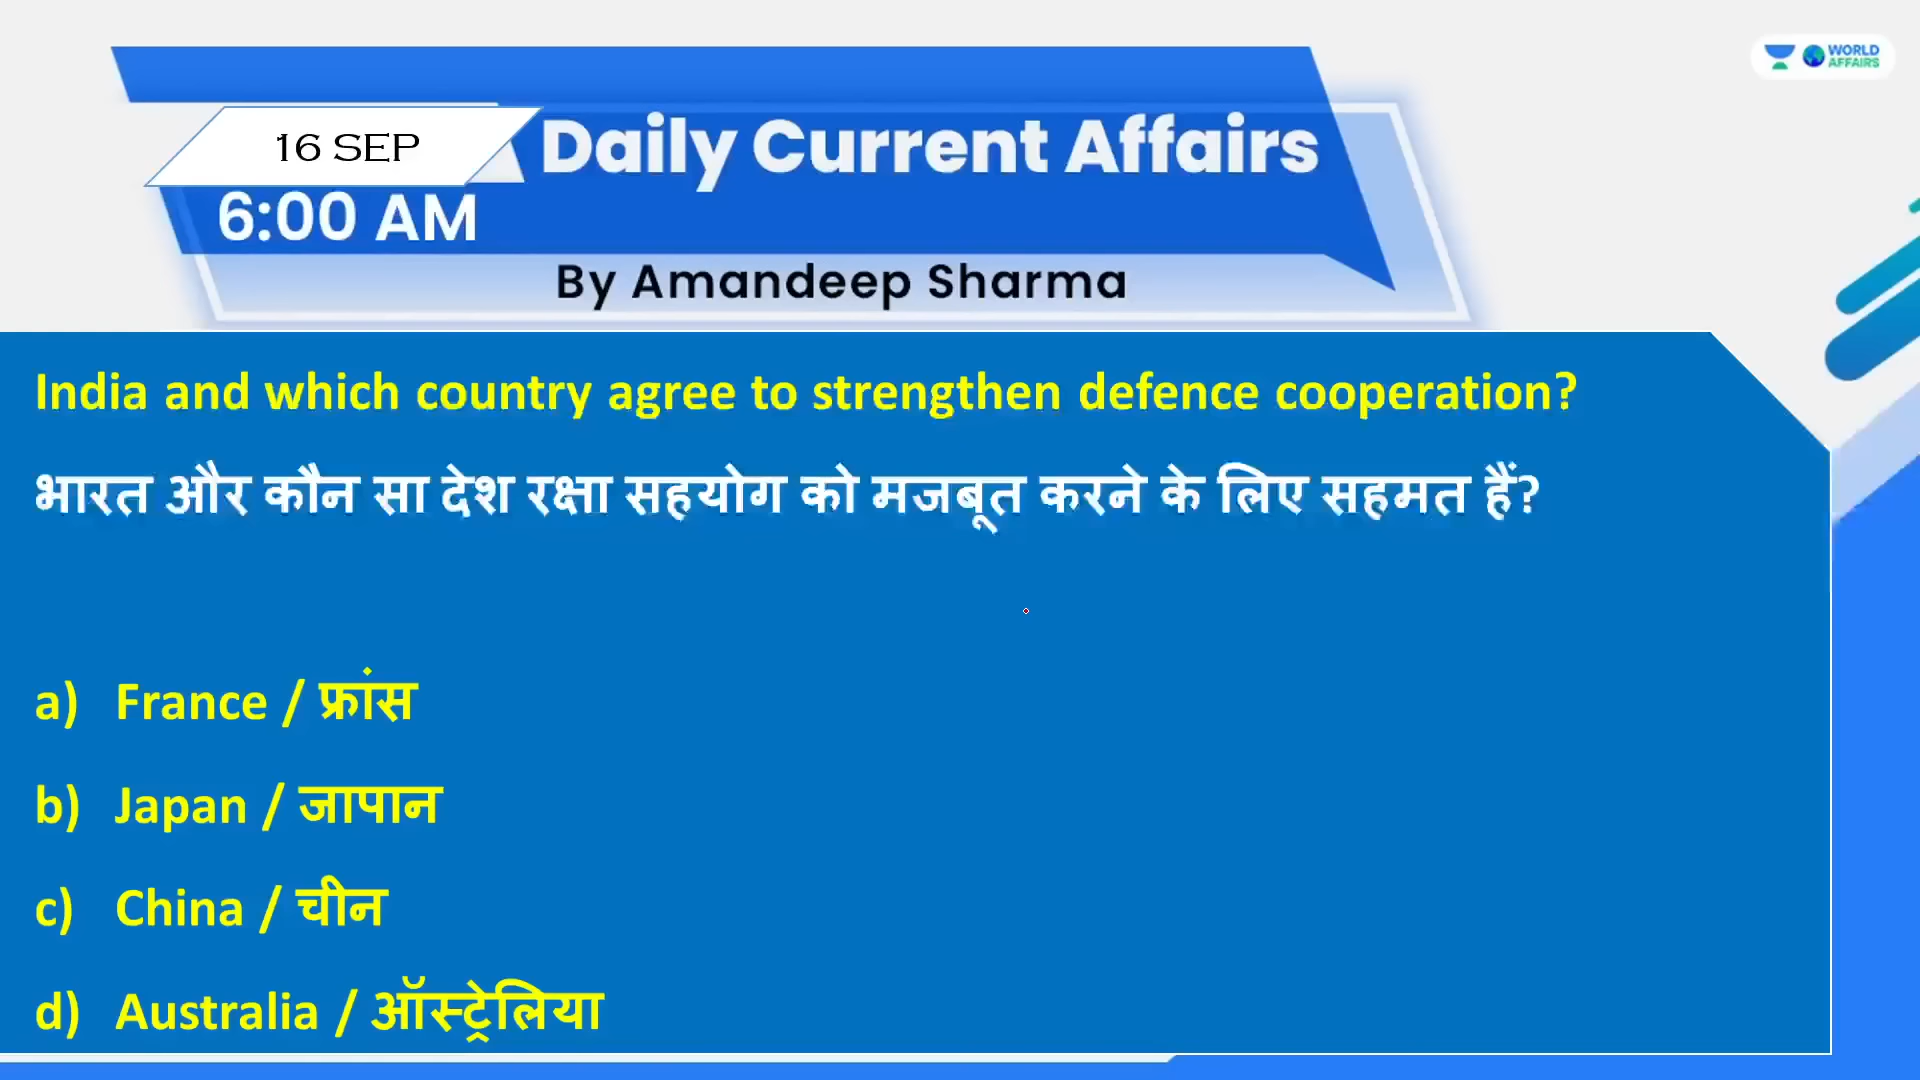 WORLD
AFFAIRS
16 SEP
Daily Current Affairs
6:00 AM
By Amandeep Sharma
India and which country agree to strengthen defence cooperation?
भारत और कौन सा देश रक्षा सहयोग को मजबूत करने के लिए सहमत हैं?
a) France / फ्रांस
b) Japan / जापान
c) China / चीन
d) Australia / ऑस्ट्रेलिया